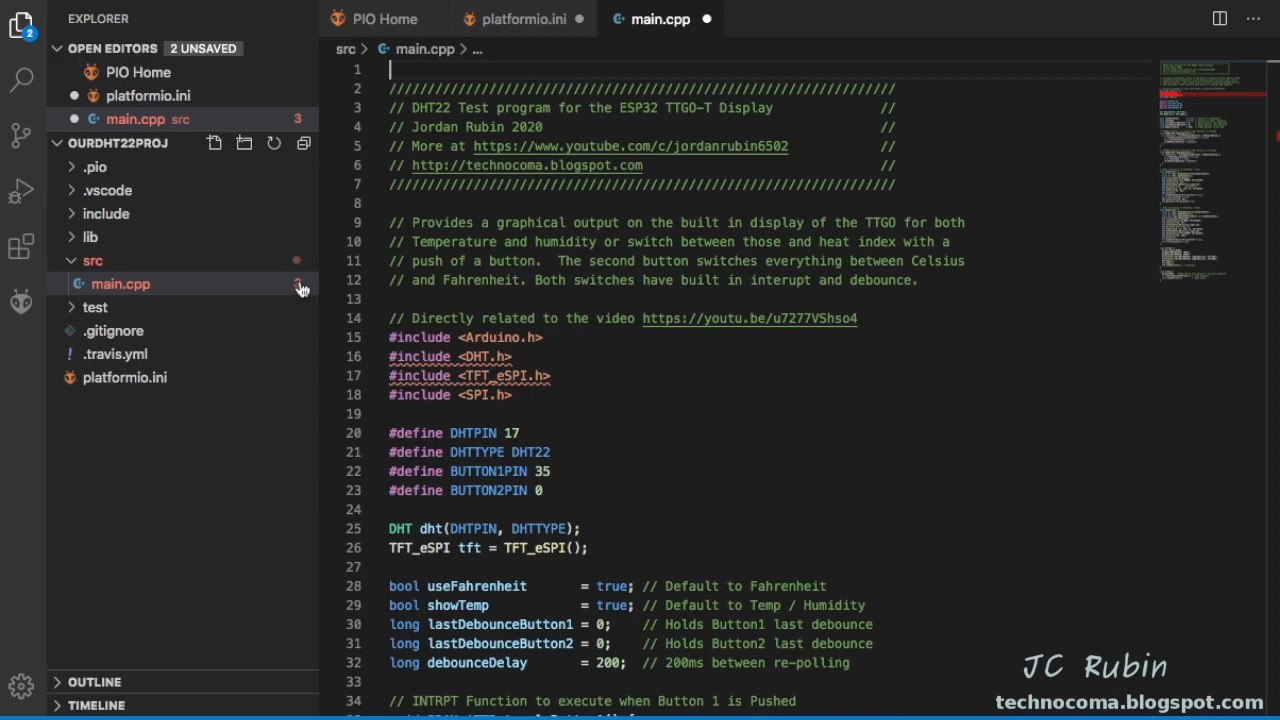 EXPLORER
PIO Home
platformio.ini
main.cpp
2
OPEN EDITORS 2 UNSAVED
src > main.cpp > ...
PIO Home
platformio.ini
main.cpp src 3
URDHT22PROJ
.pio
.vscode
include
lib
src
main.cpp
test
.gitignore
! .travis.yml
platformio.ini
OUTLINE
TIMELINE
1
2 //////////////////////////////////////////////////////////////////
3 // DHT22 Test program for the ESP32 TTGO-T Display //
4 // Jordan Rubin 2020 //
5 // More at https://www.youtube.com/c/jordanrubin6502 //
6 // http://technocoma.blogspot.com //
7 //////////////////////////////////////////////////////////////////
8
9 // Provides graphical output on the built in display of the TTGO for both
10 // Temperature and humidity or switch between those and heat index with a
11 // push of a button. The second button switches everything between Celsius
12 // and Fahrenheit. Both switches have built in interupt and debounce.
13
14 // Directly related to the video https://youtu.be/u7277VShso4
15 #include <Arduino.h>
16 #include <DHT.h>
17 #include <TFT_eSPI.h>
18 #include <SPI.h>
19
20 #define DHTPIN 17
21 #define DHTTYPE DHT22
22 #define BUTTON1PIN 35
23 #define BUTTON2PIN 0
24
25 DHT dht(DHTPIN, DHTTYPE);
26 TFT_eSPI tft = TFT_eSPI();
27
28 bool useFahrenheit = true; // Default to Fahrenheit
29 bool showTemp = true; // Default to Temp / Humidity
30 long lastDebounceButton1 = 0; // Holds Button1 last debounce
31 long lastDebounceButton2 = 0; // Holds Button2 last debounce
32 long debounceDelay = 200; // 200ms between re-polling
33
34 // INTRPT Function to execute when Button 1 is Pushed
JC Rubin
technocoma.blogspot.com